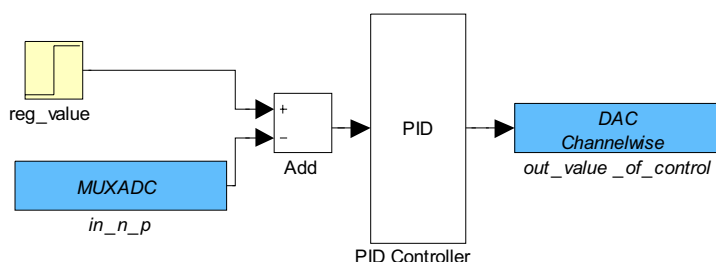 reg_value
MUXADC
in_n_p
+
−
Add
PID
PID Controller
DAC
Channelwise
out_value _of_control